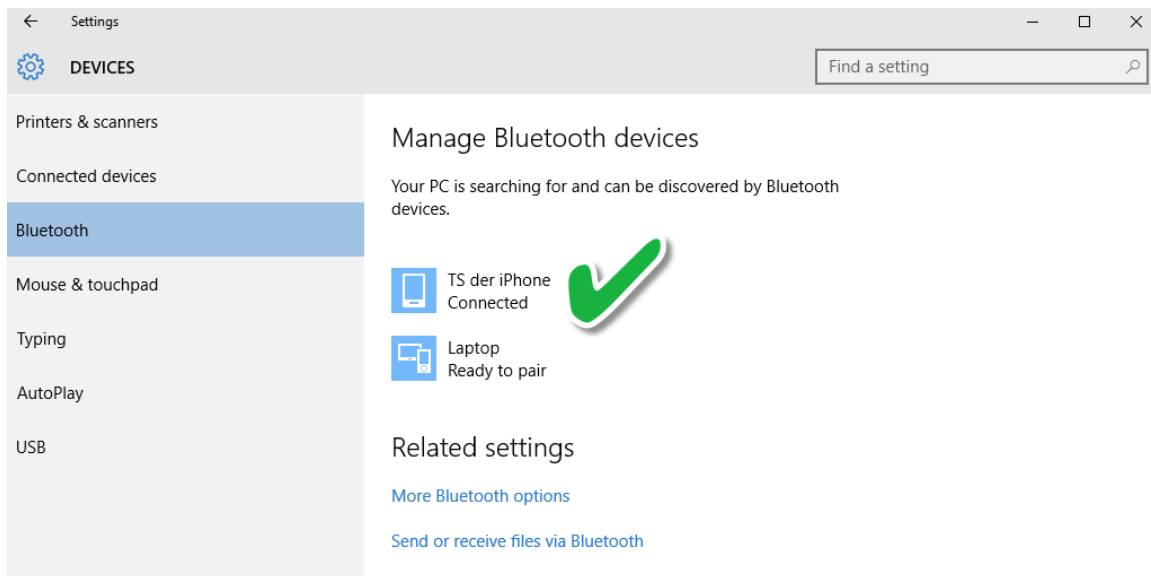 Settings
DEVICES
Find a setting
Printers & scanners
Connected devices
Bluetooth
Mouse & touchpad
Typing
AutoPlay
USB
Manage Bluetooth devices
Your PC is searching for and can be discovered by Bluetooth
devices.
TS der iPhone
Connected
Laptop
Ready to pair
Related settings
More Bluetooth options
Send or receive files via Bluetooth